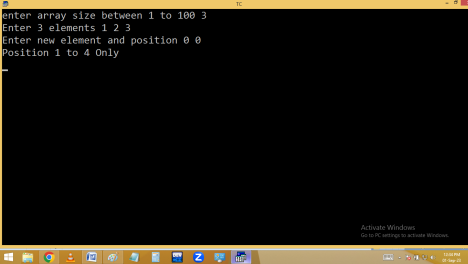 TC
enter array size between 1 to 100 3
Enter 3 elements 1 2 3
Enter new element and position 0 0
Position 1 to 4 Only
Activate Windows
Go to PC settings to activate Windows.